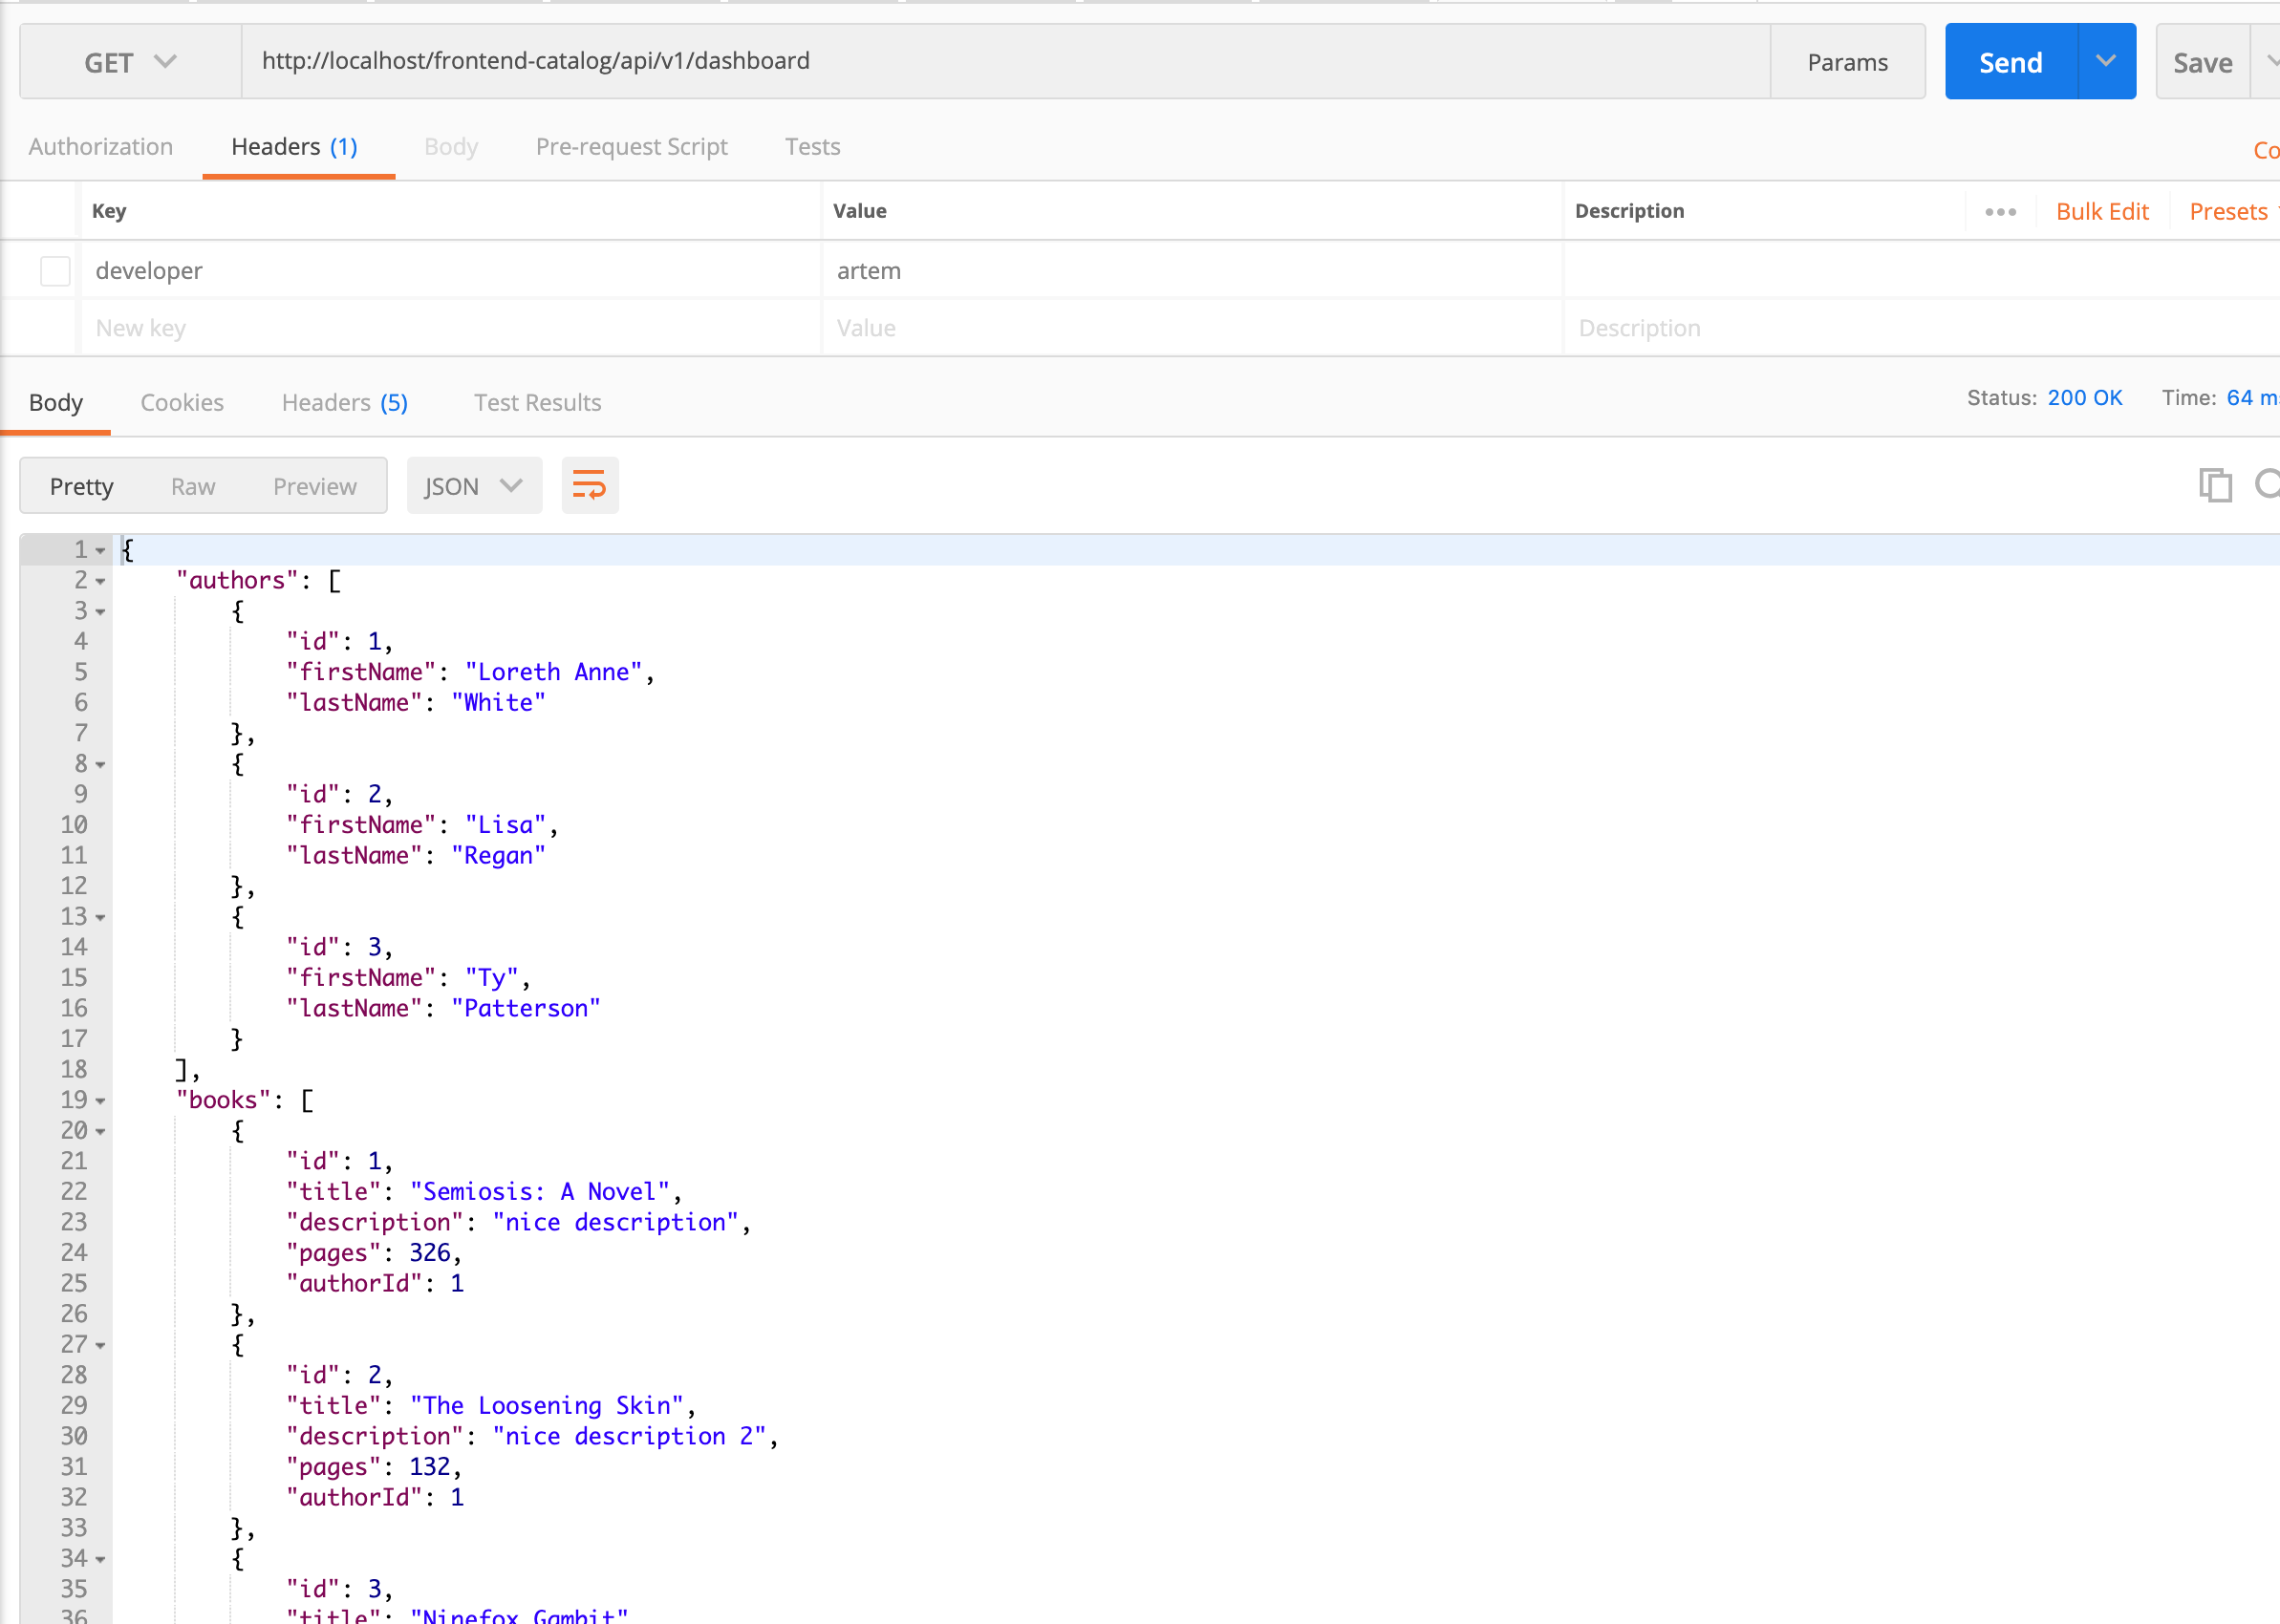 GET http://localhost/frontend-catalog/api/v1/dashboard Params Send Save
Authorization Headers (1) Body Pre-request Script Tests
Key Value Description ••• Bulk Edit Presets
developer artem
New key Value Description
Body Cookies Headers (5) Test Results Status: 200 OK Time: 64
Pretty Raw Preview JSON
1 {
2 "authors": [
3 {
4 "id": 1,
5 "firstName": "Loreth Anne",
6 "lastName": "White"
7 },
8 {
9 "id": 2,
10 "firstName": "Lisa",
11 "lastName": "Regan"
12 },
13 {
14 "id": 3,
15 "firstName": "Ty",
16 "lastName": "Patterson"
17 }
18 ],
19 "books": [
20 {
21 "id": 1,
22 "title": "Semiosis: A Novel",
23 "description": "nice description",
24 "pages": 326,
25 "authorId": 1
26 },
27 {
28 "id": 2,
29 "title": "The Loosening Skin",
30 "description": "nice description 2",
31 "pages": 132,
32 "authorId": 1
33 },
34 {
35 "id": 3,
36 "title": "Ninefox Gambit"